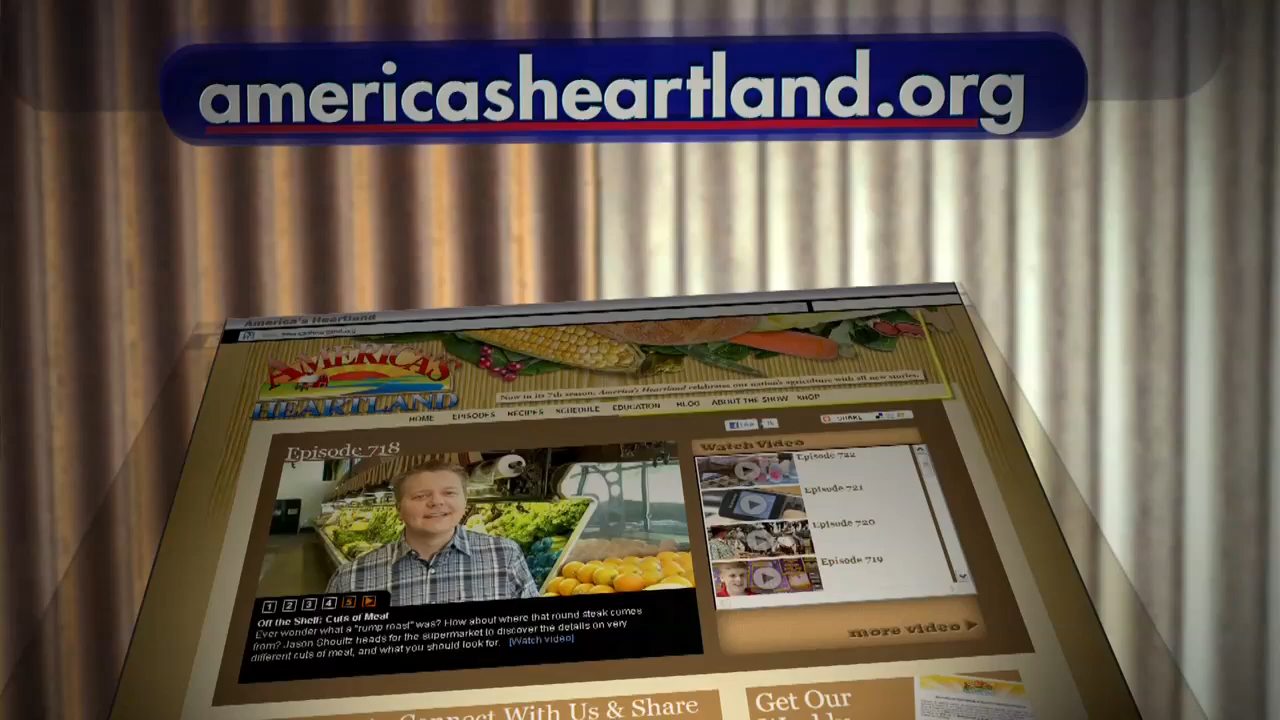 americasheartland.org
America's Heartland
AMERICA'S
HEARTLAND
Now in its 7th season, America's Heartland celebrates our nation's agriculture with all new stories.
HOME EPISODES RECIPES SCHEDULE EDUCATION BLOG ABOUT THE SHOW SHOP
Like
SHARE
Episode 718
Watch Video
Episode 722
Episode 721
Episode 720
Episode 719
more video
1 2 3 4 5
Off the Shelf: Cuts of Meat
Ever wonder what a "rump roast" was? How about where that round steak comes
from? Jason Shoultz heads for the supermarket to discover the details on very
different cuts of meat, and what you should look for. [Watch video]
Connect With Us & Share
Get Our
Weekly